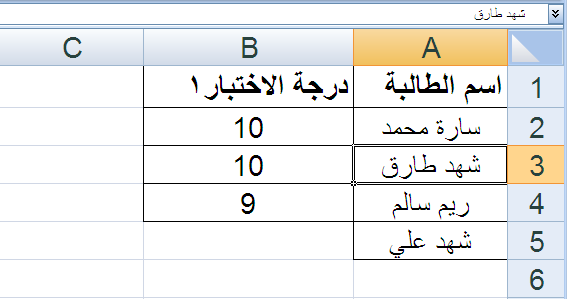 شهد طارق
A B C
1 اسم الطالبة درجة الاختبار١
2 سارة محمد 10
3 شهد طارق 10
4 ريم سالم 9
5 شهد علي
6